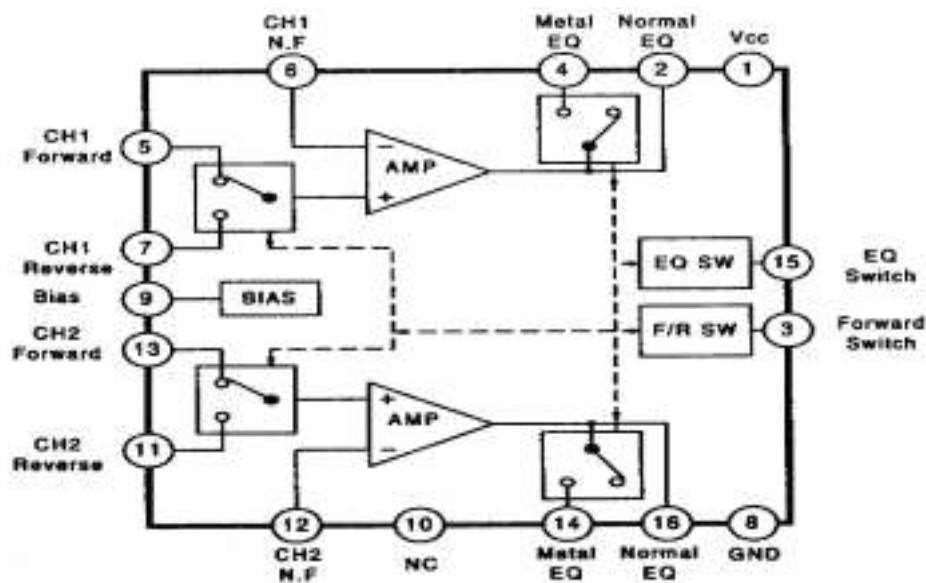 CH1
N.F
Metal
EQ
Normal
EQ
Vcc
6
4
2
1
CH1
Forward
5
AMP
−
+
CH1
Reverse
7
EQ SW
15
EQ
Switch
Bias
9
BIAS
F/R SW
3
Forward
Switch
CH2
Forward
13
AMP
+
−
CH2
Reverse
11
12
10
14
16
8
CH2
N.F
NC
Metal
EQ
Normal
EQ
GND